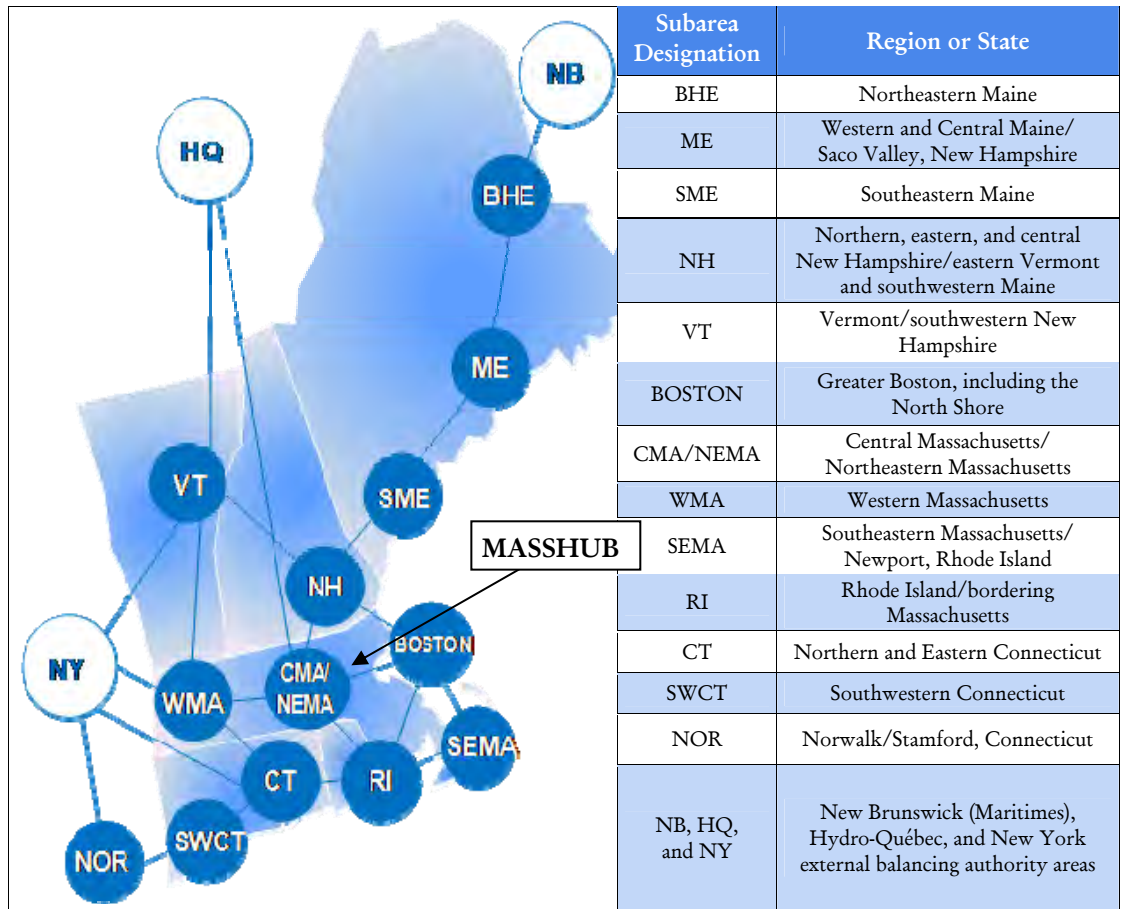 NB
HQ
BHE
ME
VT
SME
MASSHUB
NH
BOSTON
NY
CMA/
NEMA
WMA
SEMA
CT
RI
SWCT
NOR
Subarea
Designation
Region or State
BHE
Northeastern Maine
ME
Western and Central Maine/
Saco Valley, New Hampshire
SME
Southeastern Maine
NH
Northern, eastern, and central
New Hampshire/eastern Vermont
and southwestern Maine
VT
Vermont/southwestern New
Hampshire
BOSTON
Greater Boston, including the
North Shore
CMA/NEMA
Central Massachusetts/
Northeastern Massachusetts
WMA
Western Massachusetts
SEMA
Southeastern Massachusetts/
Newport, Rhode Island
RI
Rhode Island/bordering
Massachusetts
CT
Northern and Eastern Connecticut
SWCT
Southwestern Connecticut
NOR
Norwalk/Stamford, Connecticut
NB, HQ,
and NY
New Brunswick (Maritimes),
Hydro-Québec, and New York
external balancing authority areas